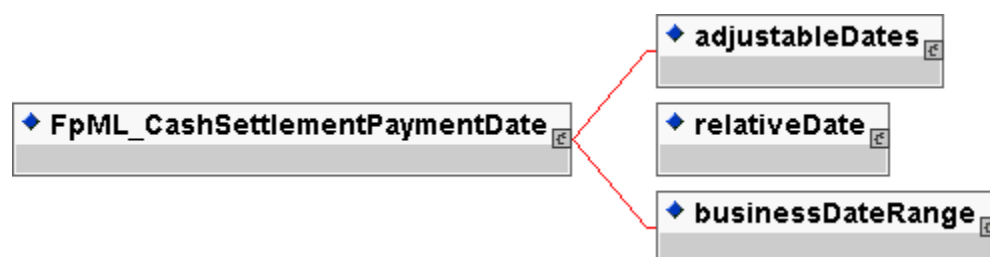 adjustableDates
FpML_CashSettlementPaymentDate
relativeDate
businessDateRange